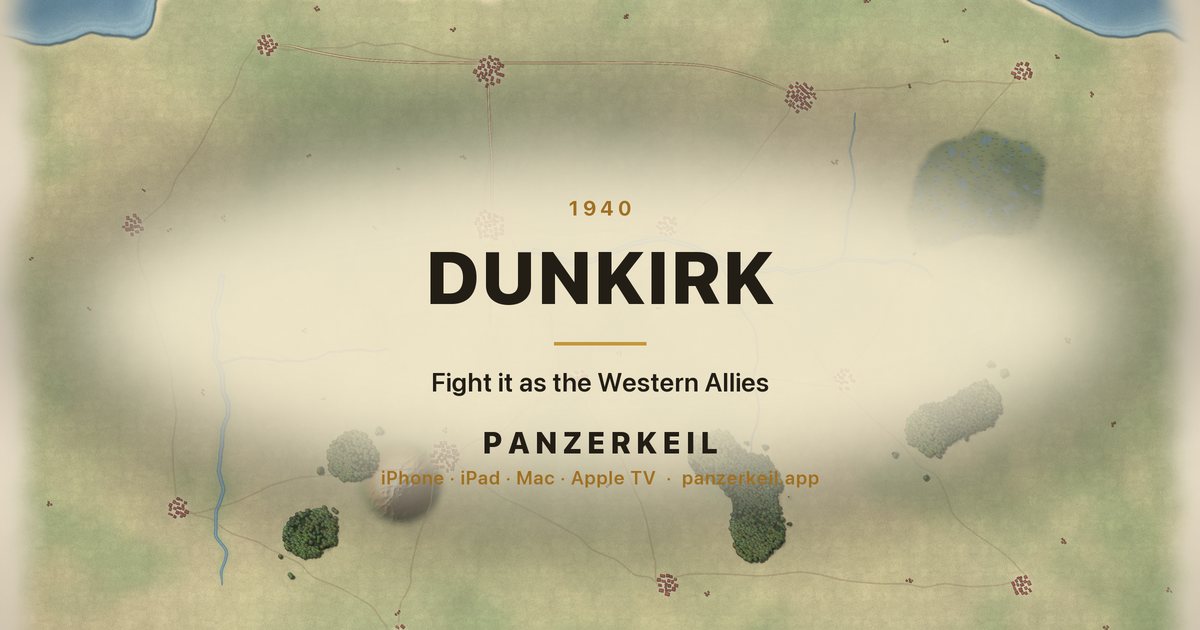 1940
DUNKIRK
Fight it as the Western Allies
PANZERKEIL
iPhone · iPad · Mac · Apple TV · panzerkeil.app